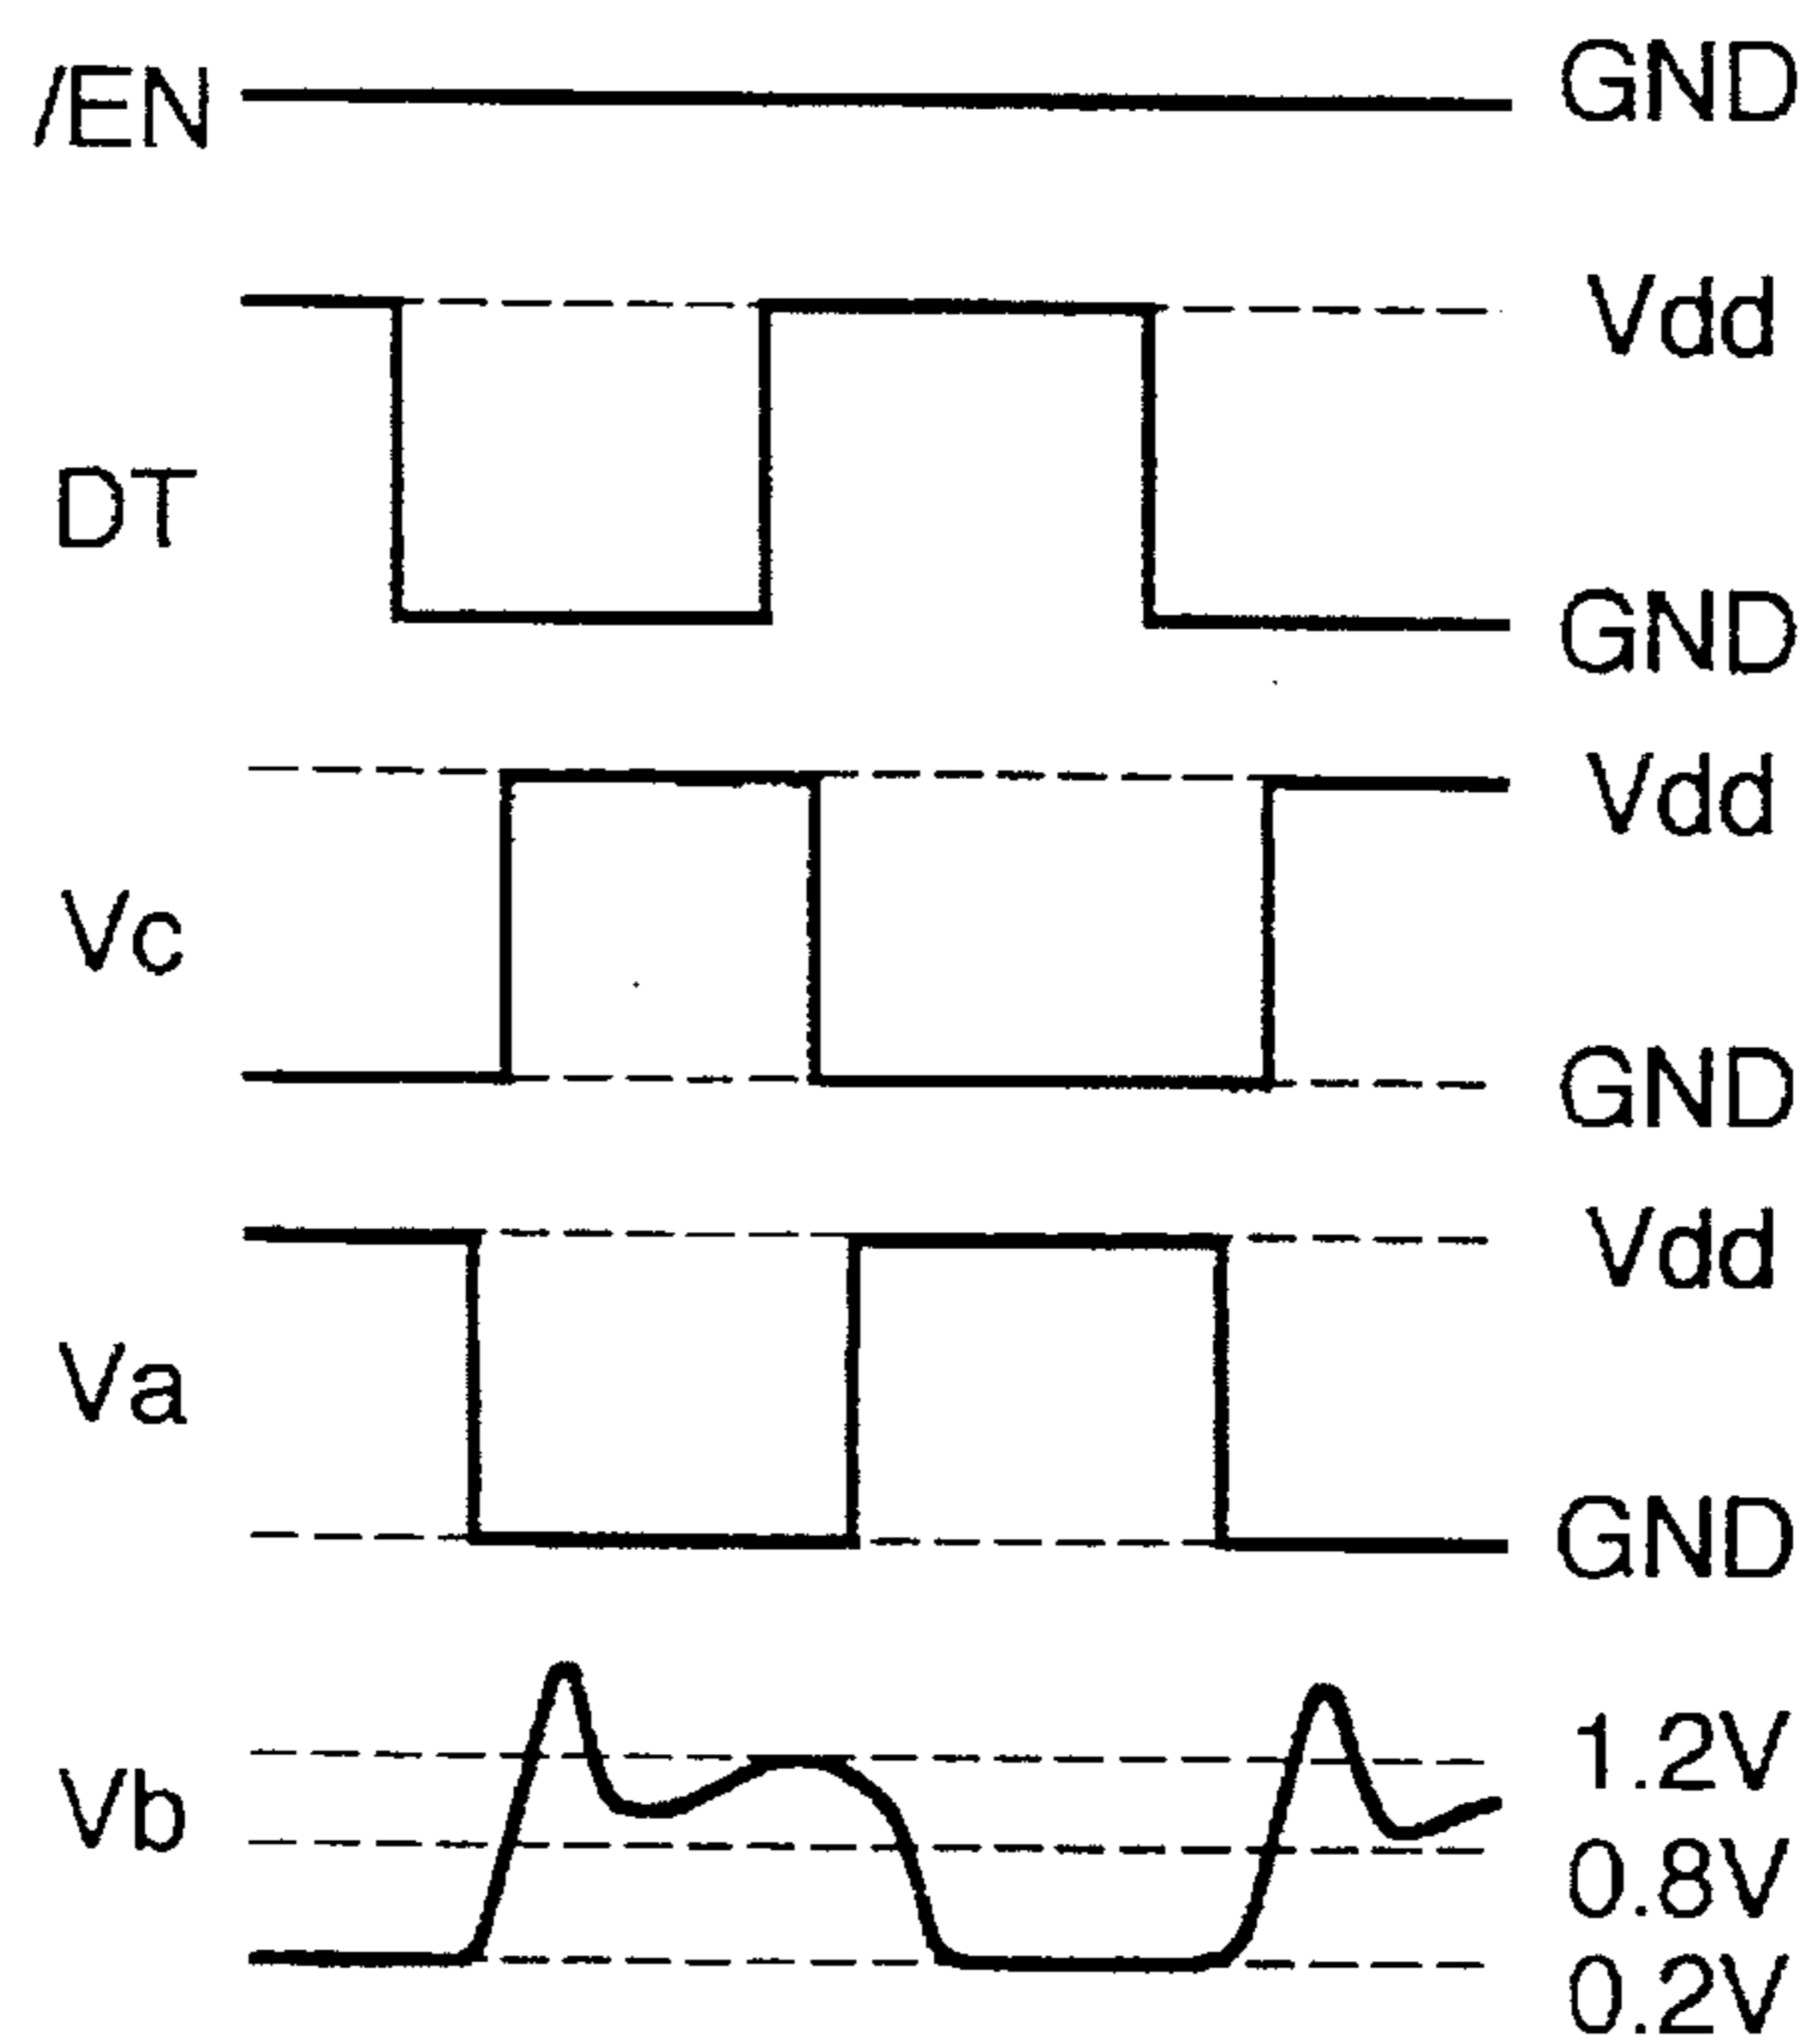 /EN GND
Vdd
DT
GND
Vdd
Vc
GND
Vdd
Va
GND
1.2V
Vb
0.8V
0.2V